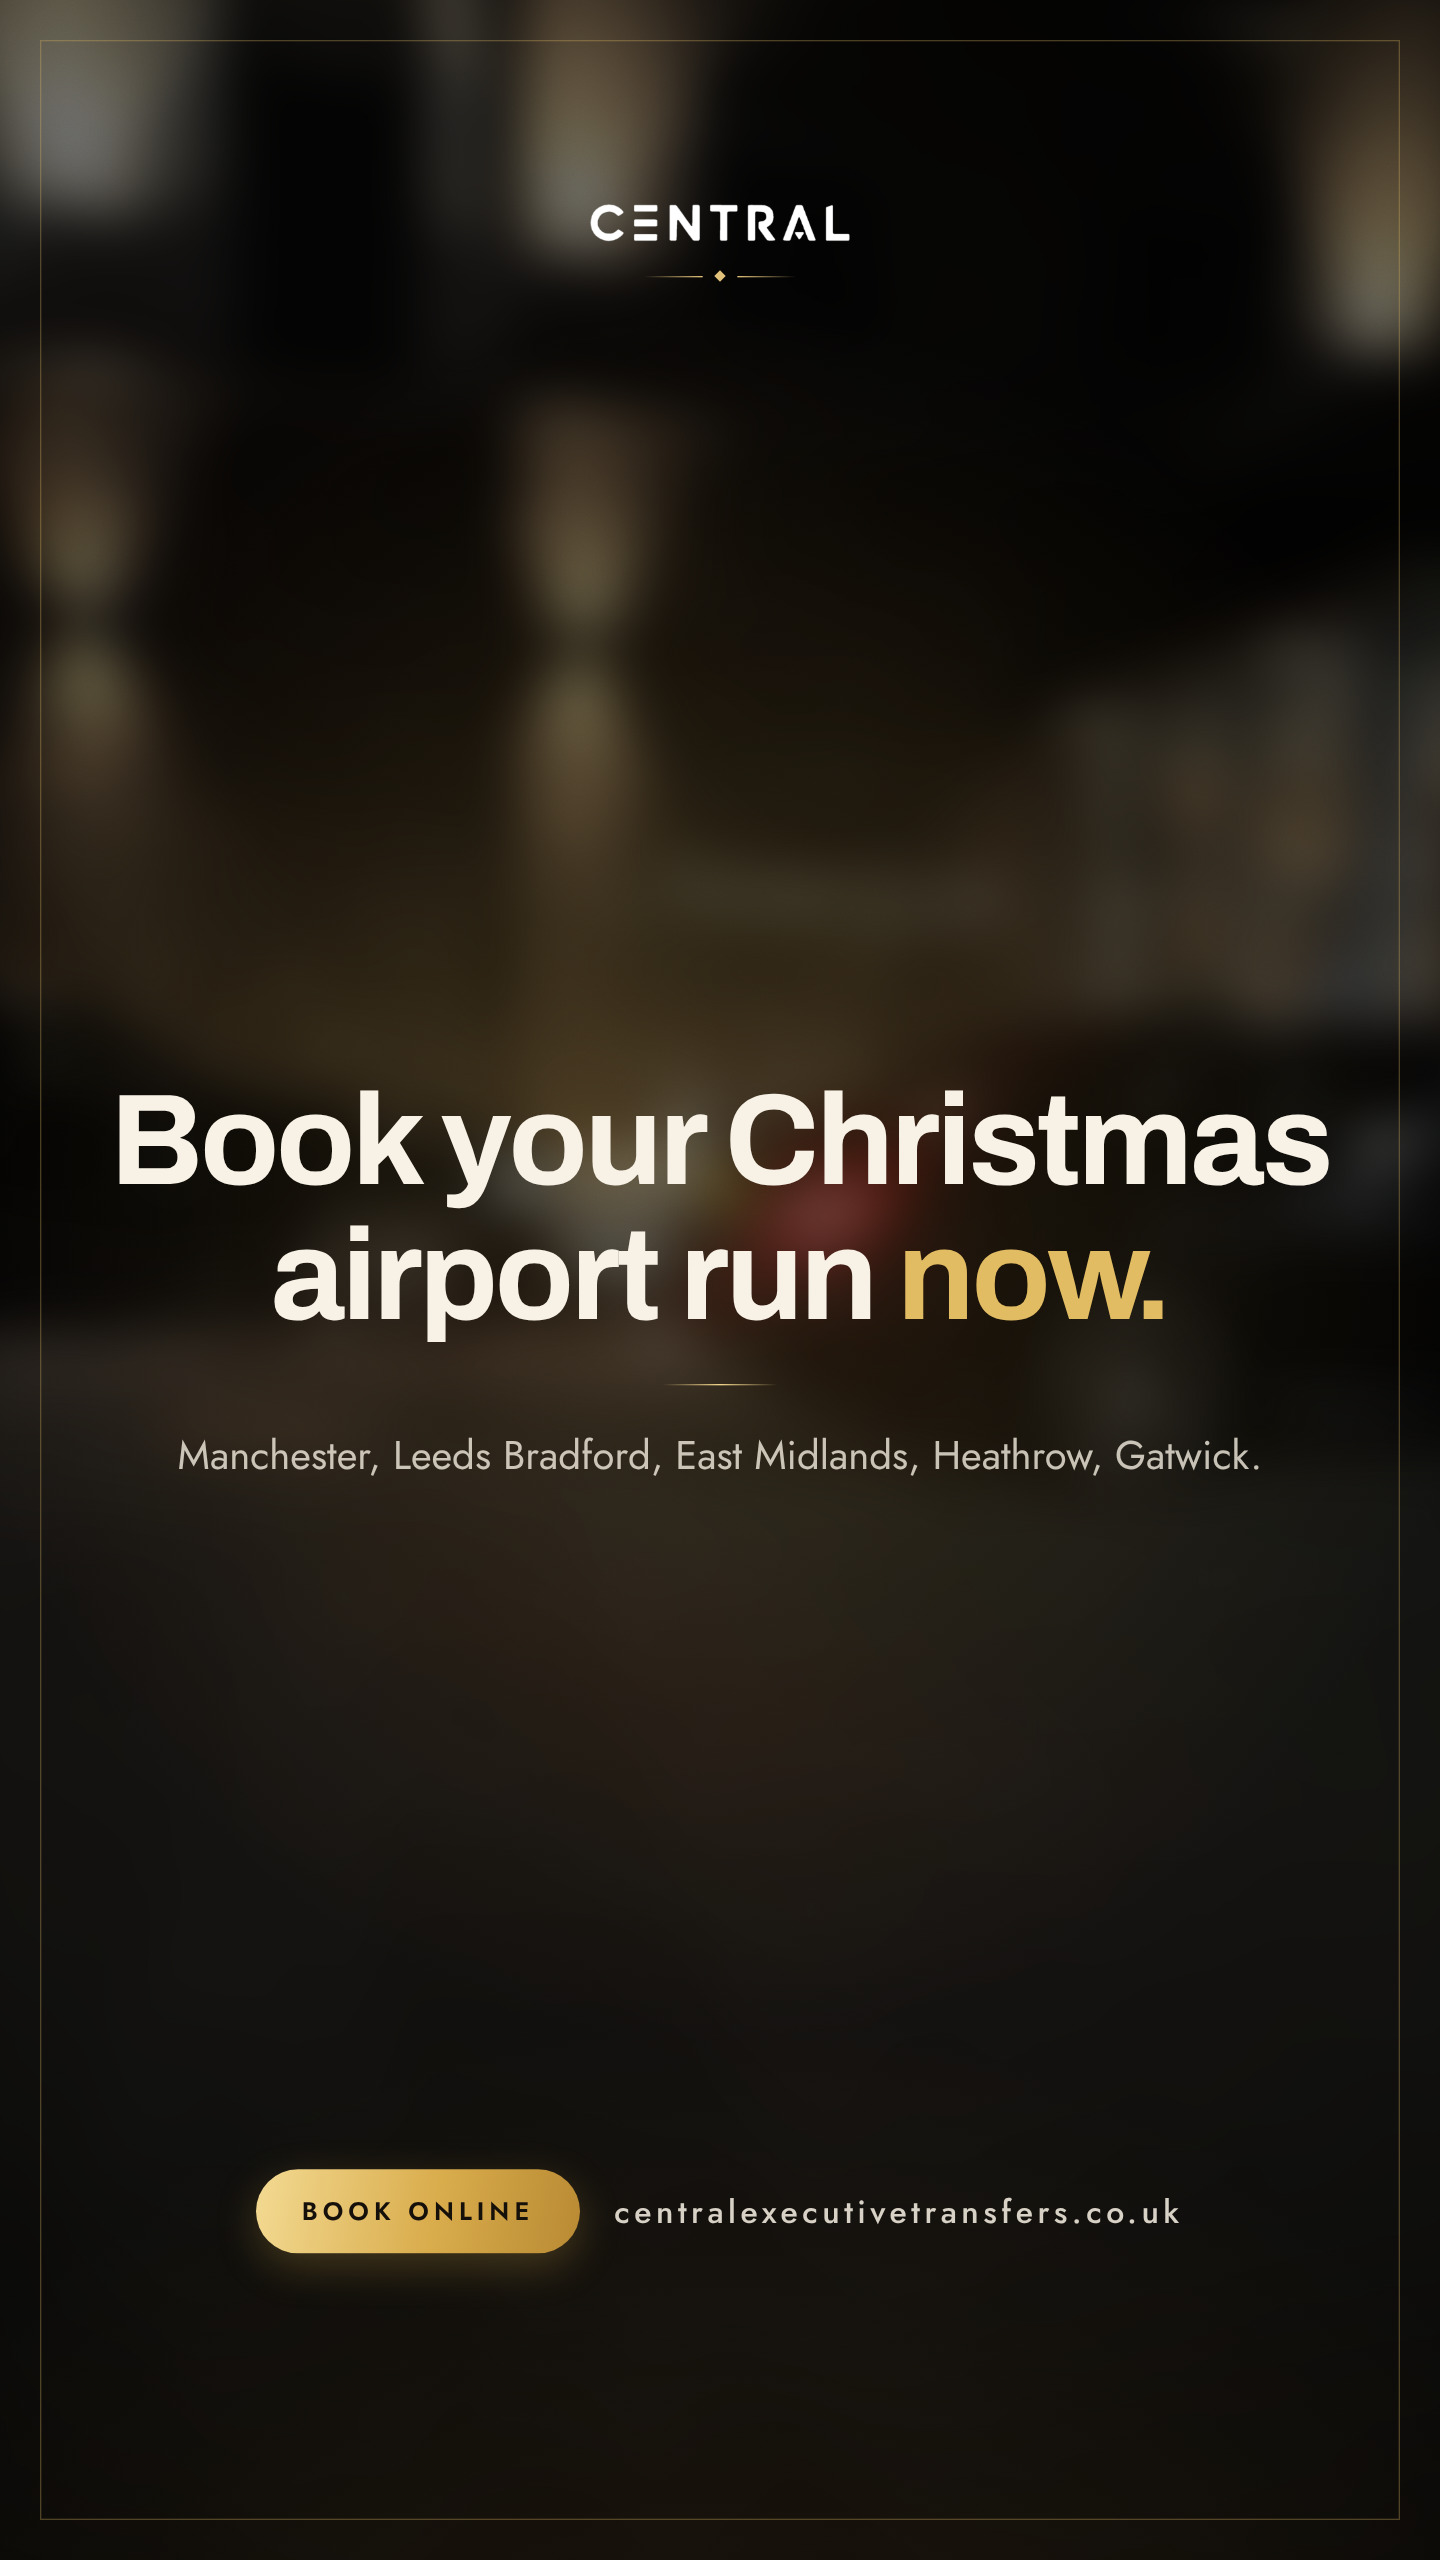 CENTRAL
Book your Christmas
airport run now.
Manchester, Leeds Bradford, East Midlands, Heathrow, Gatwick.
BOOK ONLINE
centralexecutivetransfers.co.uk